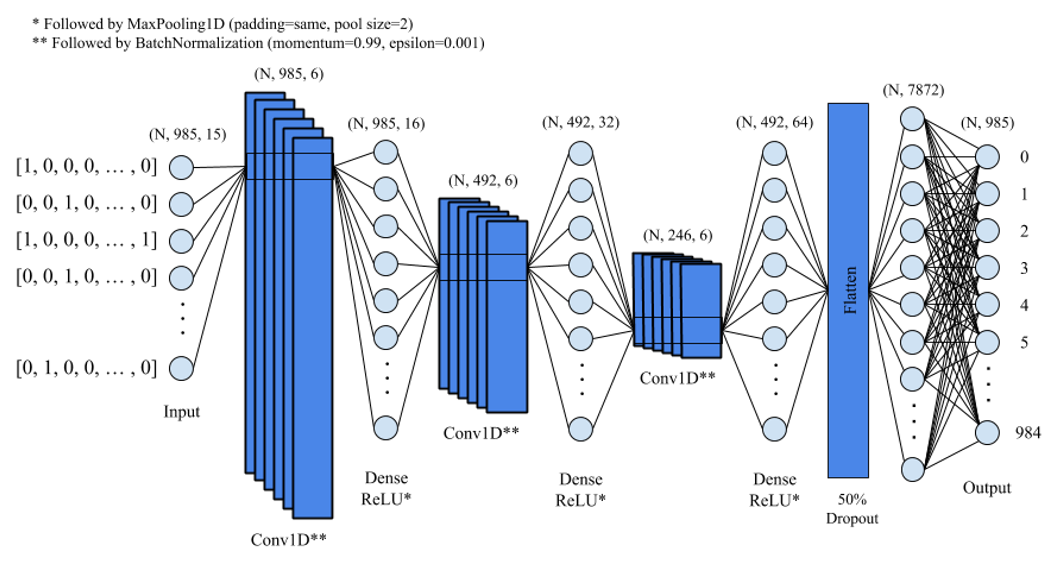 * Followed by MaxPooling1D (padding=same, pool size=2)
** Followed by BatchNormalization (momentum=0.99, epsilon=0.001)
(N, 985, 15)
[1, 0, 0, 0, … , 0]
[0, 0, 1, 0, … , 0]
[1, 0, 0, 0, … , 1]
[0, 0, 1, 0, … , 0]
[0, 1, 0, 0, … , 0]
Input
(N, 985, 6)
Conv1D**
(N, 985, 16)
Dense
ReLU*
(N, 492, 6)
Conv1D**
(N, 492, 32)
Dense
ReLU*
(N, 246, 6)
Conv1D**
(N, 492, 64)
Dense
ReLU*
Flatten
50%
Dropout
(N, 7872)
(N, 985)
0
1
2
3
4
5
984
Output